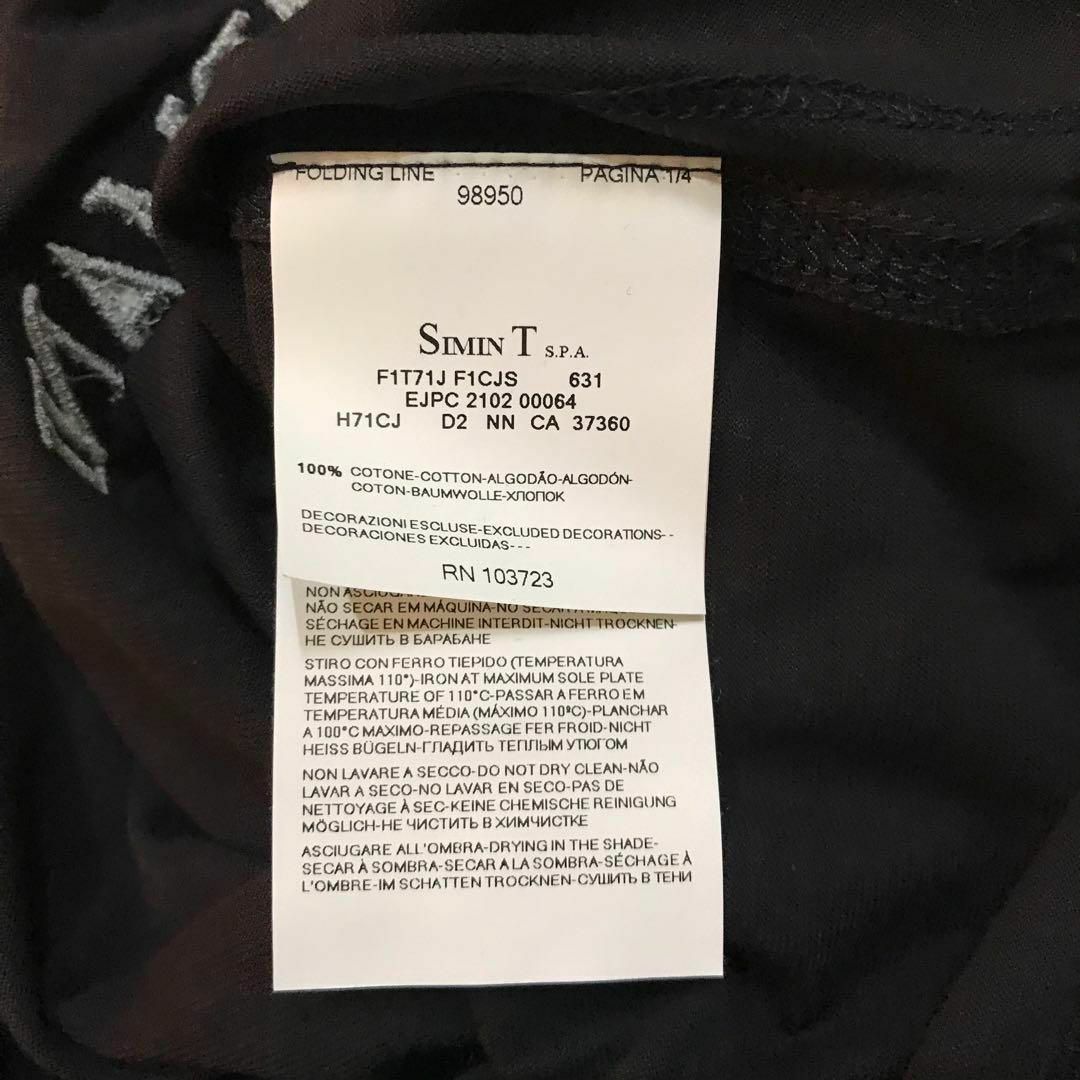 FOLDING LINE PAGINA 1/4
98950
SIMINT S.P.A.
F1T71J F1CJS 631
EJPC 2102 00064
H71CJ D2 NN CA 37360
100% COTONE-COTTON-ALGODÃO-ALGODÓN-
COTON-BAUMWOLLE-ХЛОПОК
DECORAZIONI ESCLUSE-EXCLUDED DECORATIONS--
DECORACIONES EXCLUIDAS---
RN 103723
NON
NÃO SECAR EM MÁQUINA-NO
SÉCHAGE EN MACHINE INTERDIT-NICHT TROCKNEN-
НЕ СУШИТЬ В БАРАБАНЕ
STIRO CON FERRO TIEPIDO (TEMPERATURA
MASSIMA 110°)-IRON AT MAXIMUM SOLE PLATE
TEMPERATURE OF 110°C-PASSAR A FERRO EM
TEMPERATURA MÉDIA (MÁXIMO 110ºC)-PLANCHAR
A 100°C MAXIMO-REPASSAGE FER FROID-NICHT
HEISS BÜGELN-ГЛАДИТЬ ТЕПЛЫМ УТЮГОМ
NON LAVARE A SECCO-DO NOT DRY CLEAN-NÃO
LAVAR A SECO-NO LAVAR EN SECO-PAS DE
NETTOYAGE À SEC-KEINE CHEMISCHE REINIGUNG
MÖGLICH-НЕ ЧИСТИТЬ В ХИМЧИСТКЕ
ASCIUGARE ALL'OMBRA-DRYING IN THE SHADE-
SECAR À SOMBRA-SECAR A LA SOMBRA-SÉCHAGE À
L'OMBRE-IM SCHATTEN TROCKNEN-СУШИТЬ В ТЕНИ